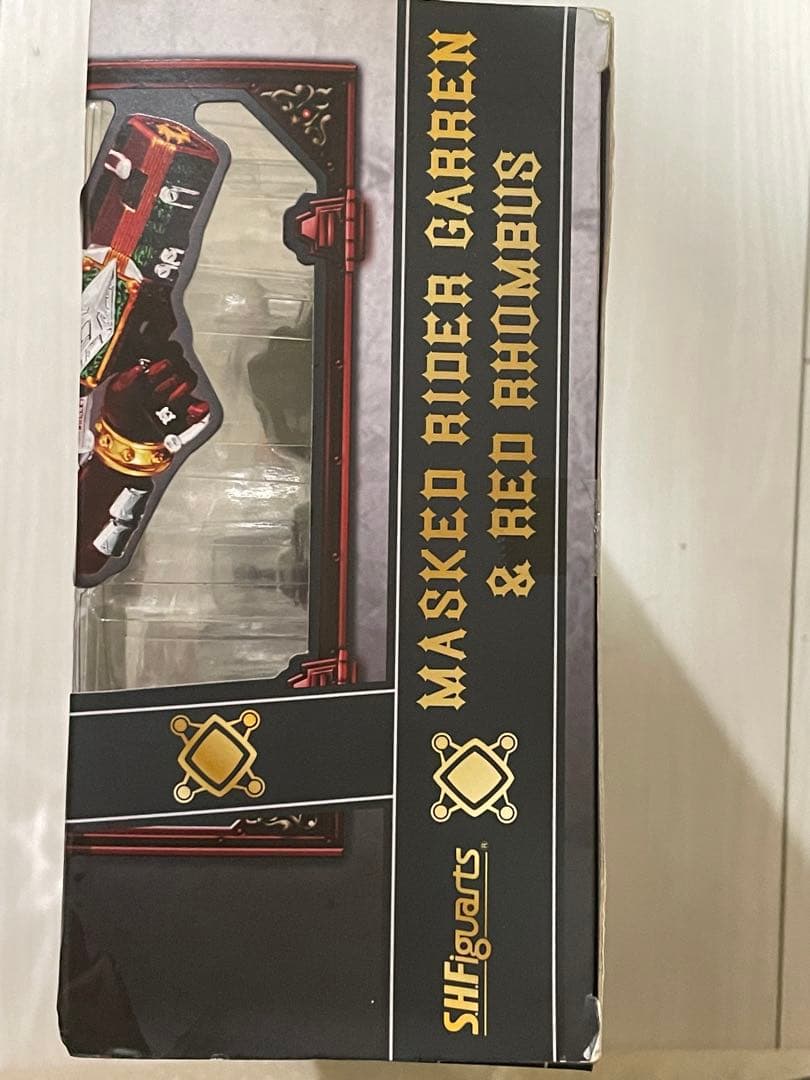 S.H.Figuarts®
MASKED RIDER GARREN
& RED RHOMBUS